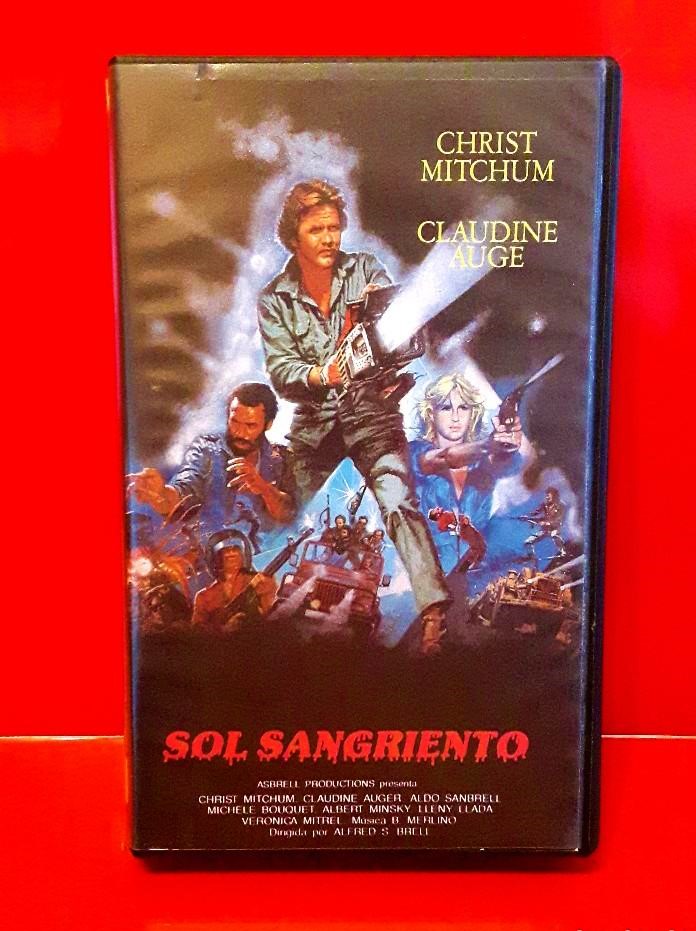 CHRIST
MITCHUM
CLAUDINE
AUGE
SOL SANGRIENTO
ASBRELL PRODUCTIONS presenta
CHRIST MITCHUM. CLAUDINE AUGER. ALDO SANBRELL
MICHELE BOUQUET. ALBERT MINSKY. LLENY LLADA
VERONICA MITREL. Música B. MERLINO
Dirigida por ALFRED S. BRELL